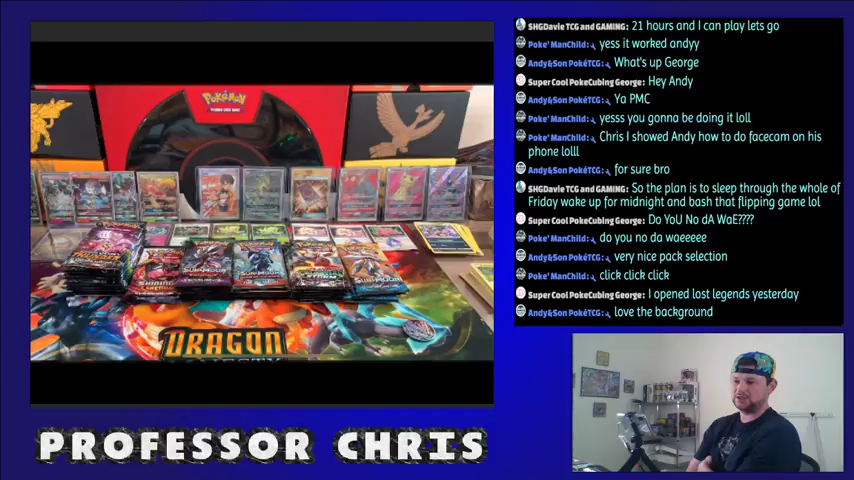 SHGDavie TCG and GAMING: 21 hours and I can play lets go
Poke' ManChild: yess it worked andyy
Andy&Son PokéTCG: What's up George
Super Cool PokeCubing George: Hey Andy
Andy&Son PokéTCG: Ya PMC
Poke' ManChild: yesss you gonna be doing it loll
Poke' ManChild: Chris I showed Andy how to do facecam on his
phone lolll
Andy&Son PokéTCG: for sure bro
SHGDavie TCG and GAMING: So the plan is to sleep through the whole of
Friday wake up for midnight and bash that flipping game lol
Super Cool PokeCubing George: Do YoU No dA WaE????
Poke' ManChild: do you no da waeeeee
Andy&Son PokéTCG: very nice pack selection
Poke' ManChild: click click click
Super Cool PokeCubing George: I opened lost legends yesterday
Andy&Son PokéTCG: love the background
Pokémon
DRAGON
PROFESSOR CHRIS